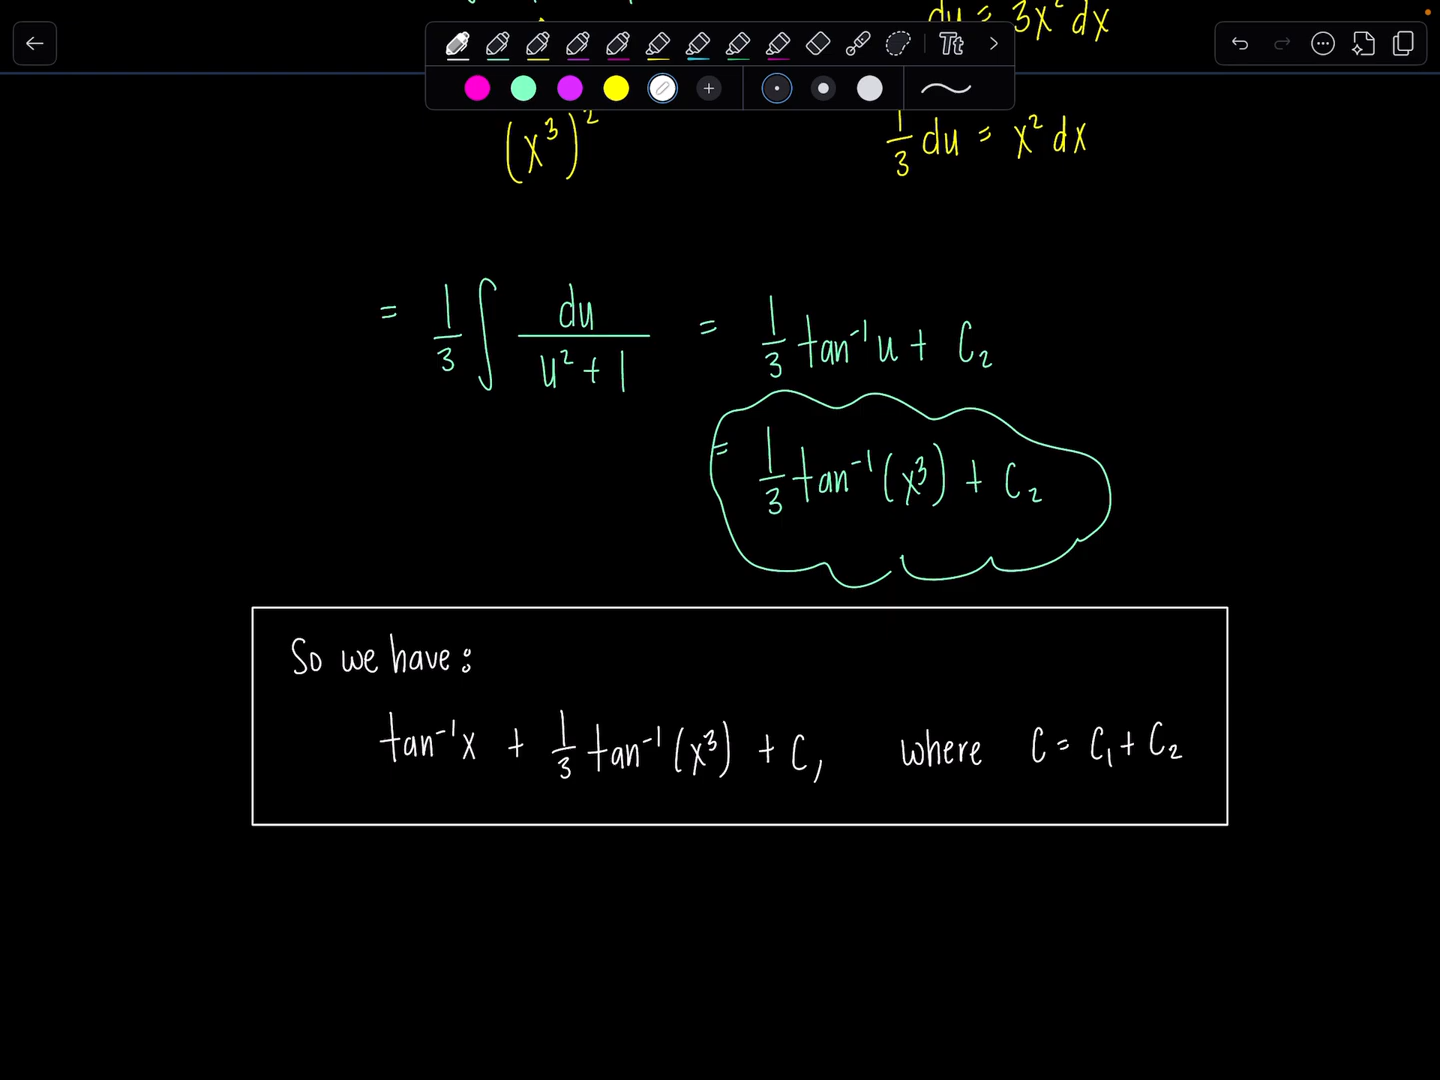 du = 3x² dx
Tt
(x³)²
1/3 du = x² dx
= 1/3 ∫ du/(u² + 1) = 1/3 tan⁻¹ u + C₂
= 1/3 tan⁻¹(x³) + C₂
So we have:
tan⁻¹x + 1/3 tan⁻¹(x³) + C, where C = C₁ + C₂